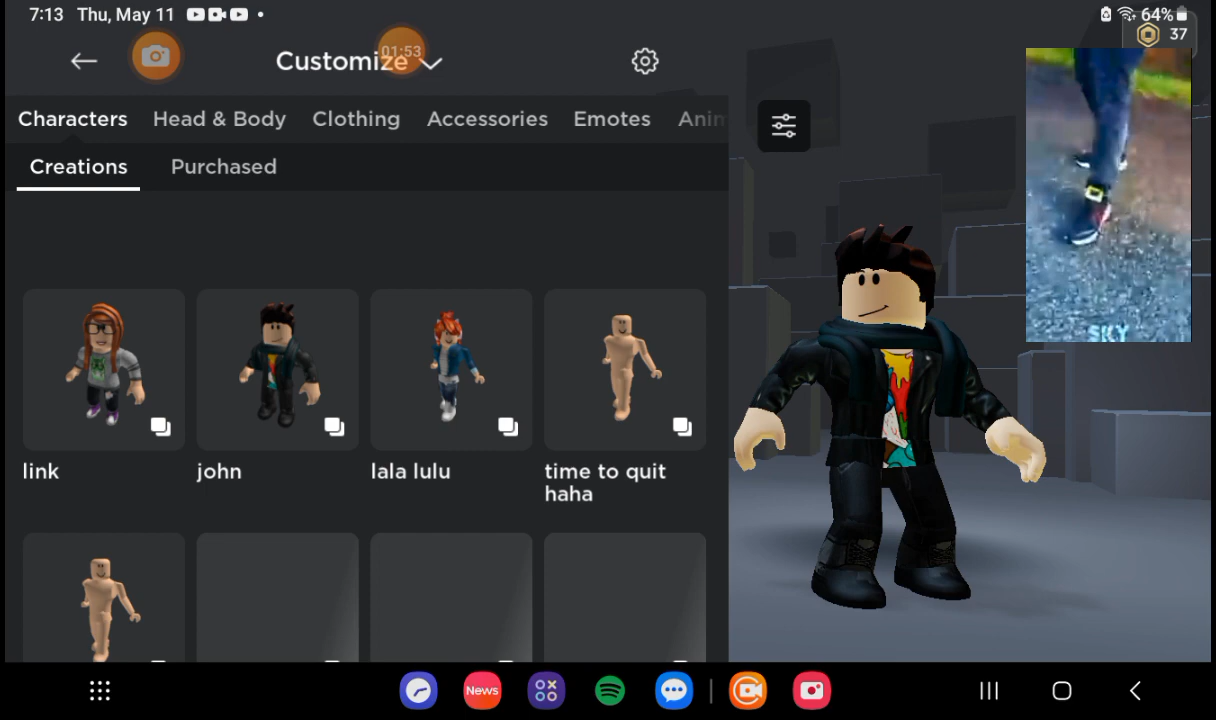 7:13 Thu, May 11
64%
37
01:53
Customize
Characters Head & Body Clothing Accessories Emotes Anim
Creations Purchased
SKY
link
john
lala lulu
time to quit
haha
News